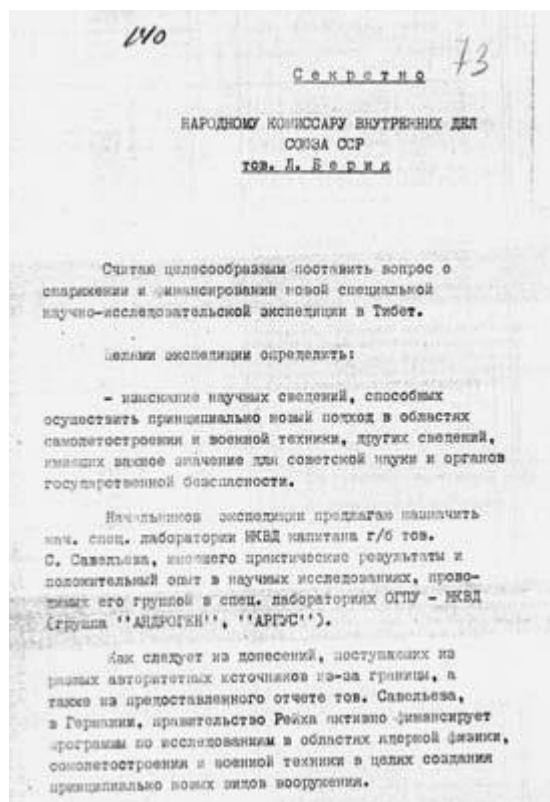 140
73
Секретно
НАРОДНОМУ КОМИССАРУ ВНУТРЕННИХ ДЕЛ
СОЮЗА ССР
тов. Л. Берия
Считаю целесообразным поставить вопрос о
снаряжении и финансировании новой специальной
научно-исследовательской экспедиции в Тибет.
Целями экспедиции определить:
- изыскание научных сведений, способных
осуществить принципиально новый подход в областях
самолетостроения и военной техники, других сведений,
имеющих важное значение для советской науки и органов
государственной безопасности.
Начальником экспедиции предлагаю назначить
нач. спец. лаборатории НКВД капитана г/б тов.
С. Савельева, имевшего практические результаты и
положительный опыт в научных исследованиях, прово-
димых его группой в спец. лабораториях ОГПУ - НКВД
(группа ''АНДРОГЕН'', ''АРГУС'').
Как следует из донесений, поступающих из
разных авторитетных источников из-за границы, а
также из предоставленного отчете тов. Савельева,
в Германии, правительство Рейха активно финансирует
программы по исследованиям в областях ядерной физики,
самолетостроения и военной техники в целях создания
принципиально новых видов вооружения.